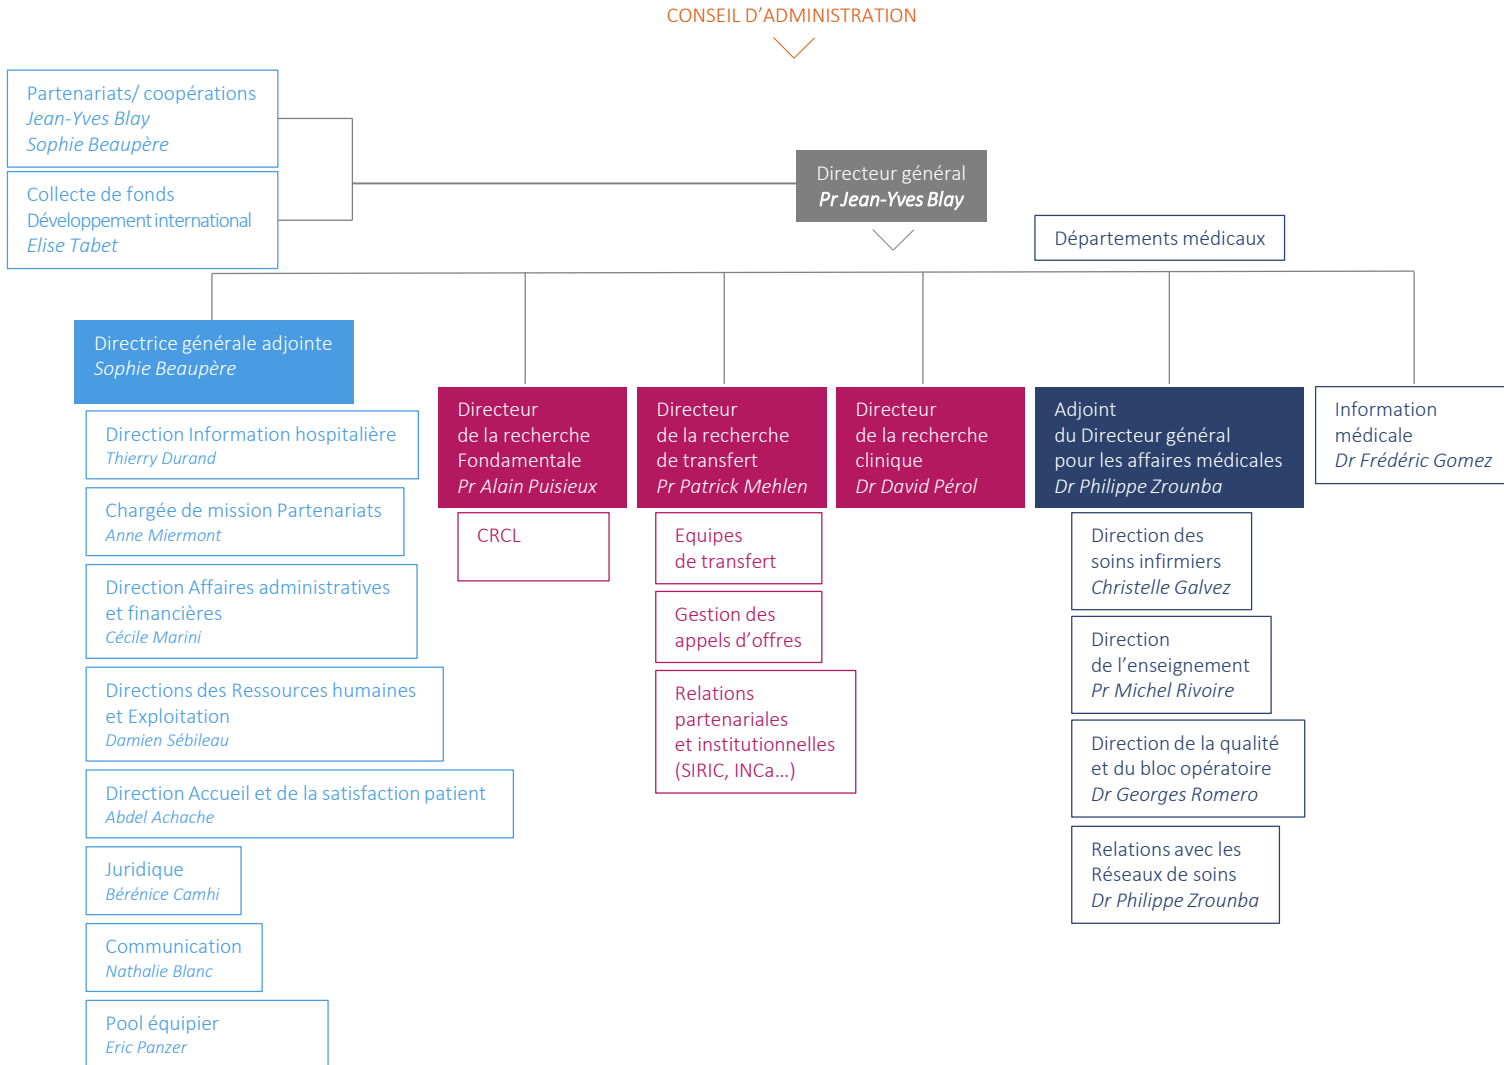 CONSEIL D’ADMINISTRATION
Partenariats/ coopérations
Jean-Yves Blay
Sophie Beaupère
Collecte de fonds
Développement international
Elise Tabet
Directeur général
Pr Jean-Yves Blay
Départements médicaux
Directrice générale adjointe
Sophie Beaupère
Direction Information hospitalière
Thierry Durand
Chargée de mission Partenariats
Anne Miermont
Direction Affaires administratives
et financières
Cécile Marini
Directions des Ressources humaines
et Exploitation
Damien Sébileau
Direction Accueil et de la satisfaction patient
Abdel Achache
Juridique
Bérénice Camhi
Communication
Nathalie Blanc
Pool équipier
Eric Panzer
Directeur
de la recherche
Fondamentale
Pr Alain Puisieux
CRCL
Directeur
de la recherche
de transfert
Pr Patrick Mehlen
Equipes
de transfert
Gestion des
appels d’offres
Relations
partenariales
et institutionnelles
(SIRIC, INCa...)
Directeur
de la recherche
clinique
Dr David Pérol
Adjoint
du Directeur général
pour les affaires médicales
Dr Philippe Zrounba
Direction des
soins infirmiers
Christelle Galvez
Direction
de l’enseignement
Pr Michel Rivoire
Direction de la qualité
et du bloc opératoire
Dr Georges Romero
Relations avec les
Réseaux de soins
Dr Philippe Zrounba
Information
médicale
Dr Frédéric Gomez